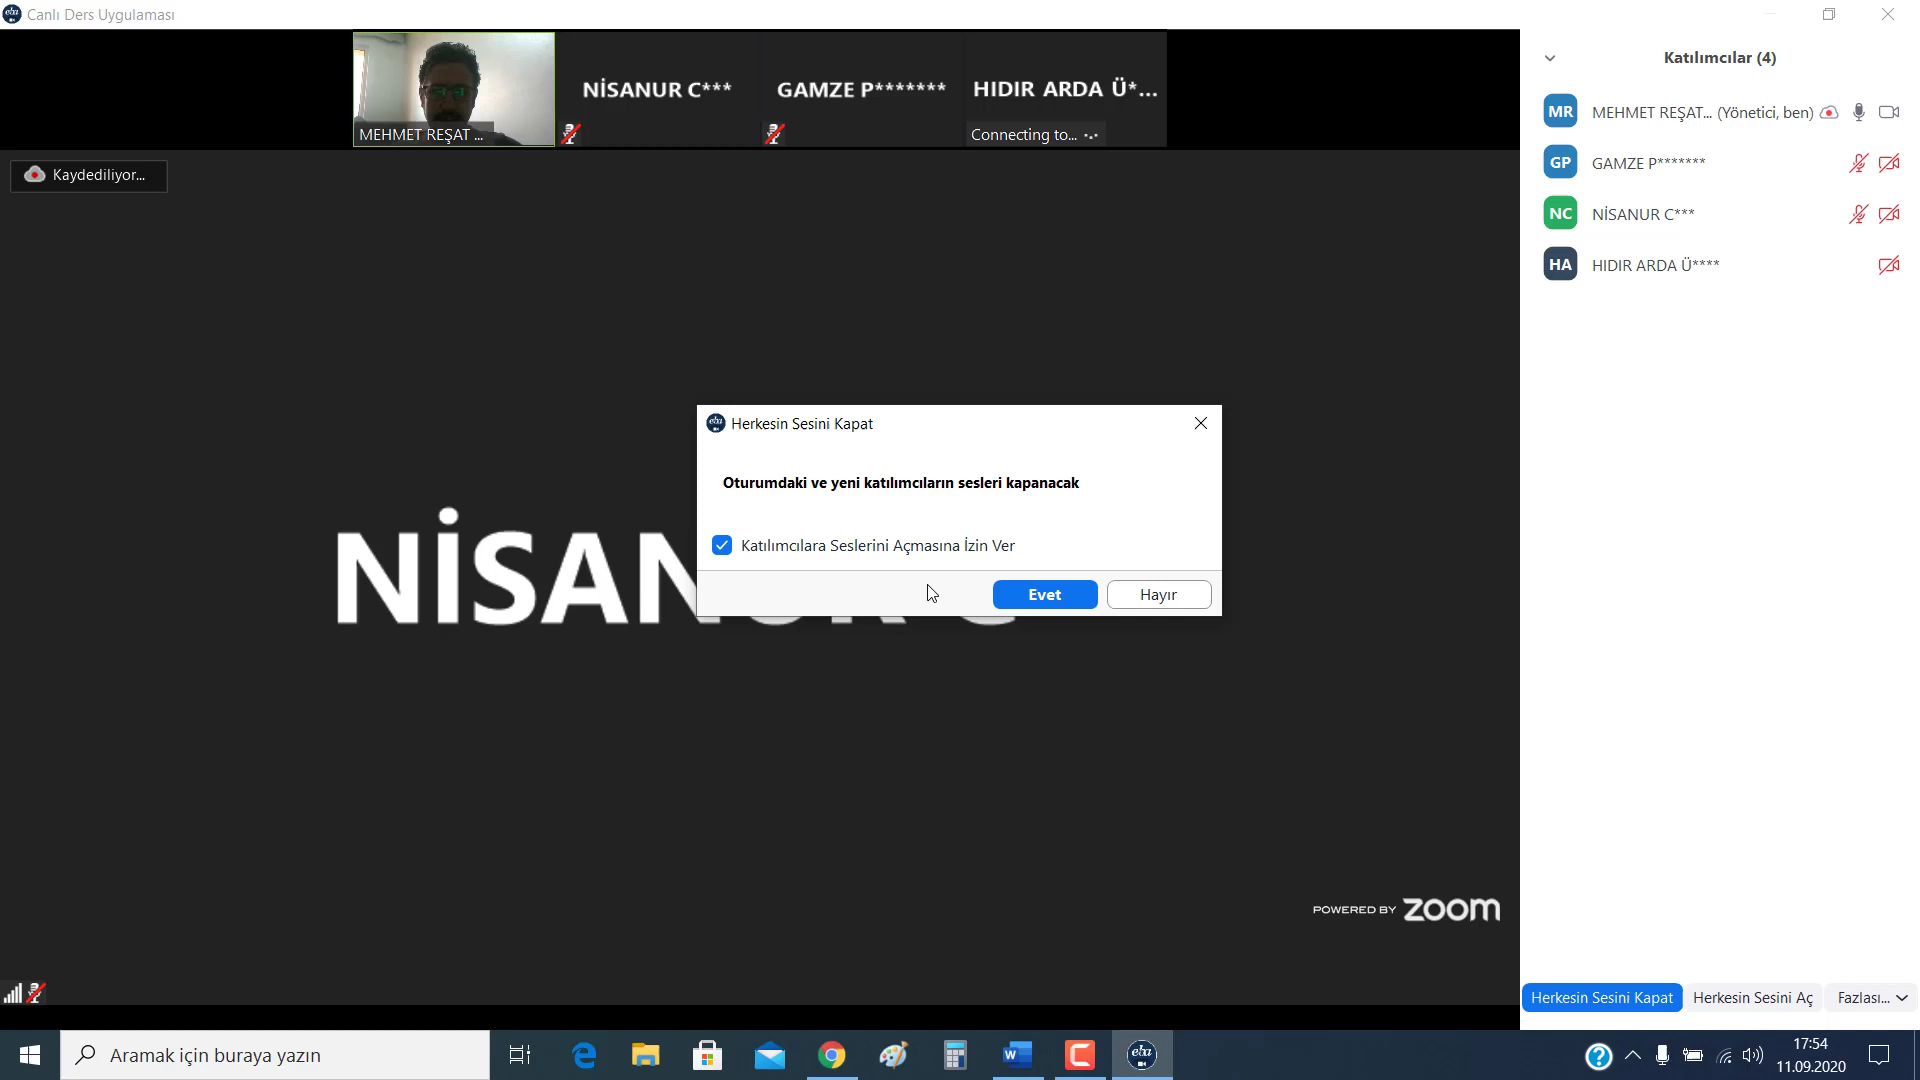 Canlı Ders Uygulaması
MEHMET REŞAT ...
NİSANUR C***
GAMZE P*******
HIDIR ARDA Ü*...
Connecting to...
Kaydediliyor...
Katılımcılar (4)
MR MEHMET REŞAT... (Yönetici, ben)
GP GAMZE P*******
NC NİSANUR C***
HA HIDIR ARDA Ü****
Herkesin Sesini Kapat
Oturumdaki ve yeni katılımcıların sesleri kapanacak
Katılımcılara Seslerini Açmasına İzin Ver
Evet Hayır
POWERED BY zoom
Herkesin Sesini Kapat Herkesin Sesini Aç Fazlası...
Aramak için buraya yazın
17:54
11.09.2020